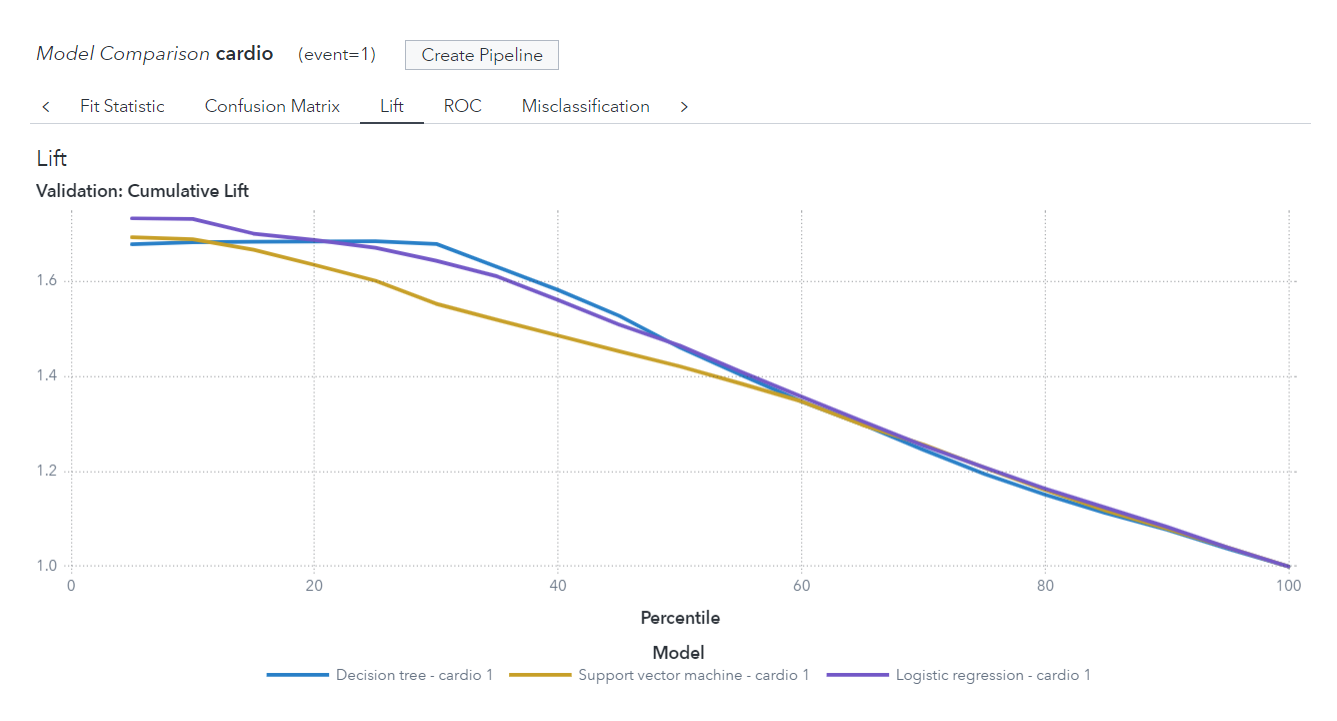 Model Comparison cardio (event=1) Create Pipeline
< Fit Statistic Confusion Matrix Lift ROC Misclassification >
Lift
Validation: Cumulative Lift
1.6
1.4
1.2
1.0
0 20 40 60 80 100
Percentile
Model
Decision tree - cardio 1 Support vector machine - cardio 1 Logistic regression - cardio 1